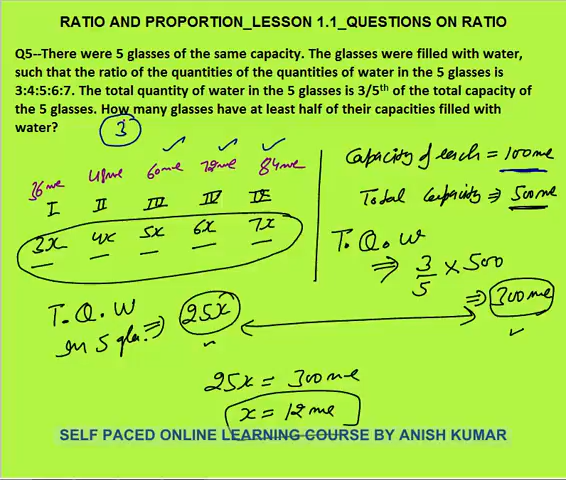 RATIO AND PROPORTION_LESSON 1.1_QUESTIONS ON RATIO
Q5--There were 5 glasses of the same capacity. The glasses were filled with water,
such that the ratio of the quantities of the quantities of water in the 5 glasses is
3:4:5:6:7. The total quantity of water in the 5 glasses is 3/5th of the total capacity of
the 5 glasses. How many glasses have at least half of their capacities filled with
water?
3
36ml 48ml 60ml 72ml 84ml
I II III IV V
3x 4x 5x 6x 7x
Capacity of each = 100ml
Total Capacity ⇒ 500ml
T.Q.W
⇒ 3/5 × 500
⇒ 300ml
T.Q.W
in 5 gla. ⇒ 25x
25x = 300ml
x = 12ml
SELF PACED ONLINE LEARNING COURSE BY ANISH KUMAR